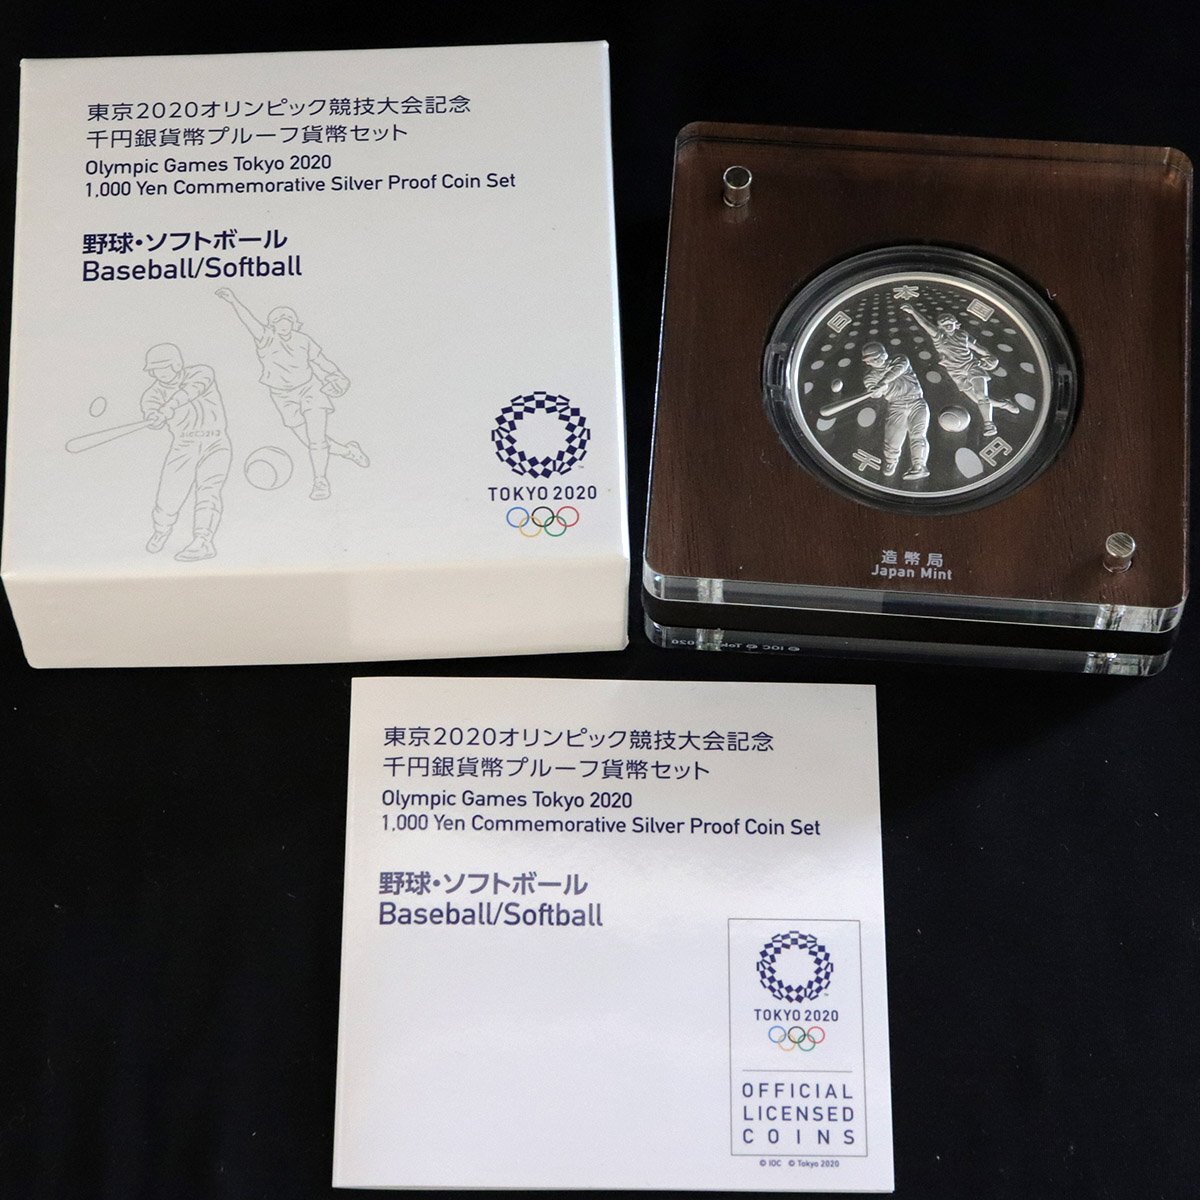 東京2020オリンピック競技大会記念
千円銀貨幣プルーフ貨幣セット
Olympic Games Tokyo 2020
1,000 Yen Commemorative Silver Proof Coin Set
野球・ソフトボール
Baseball/Softball
TOKYO 2020
日本国
千円
造幣局
Japan Mint
東京2020オリンピック競技大会記念
千円銀貨幣プルーフ貨幣セット
Olympic Games Tokyo 2020
1,000 Yen Commemorative Silver Proof Coin Set
野球・ソフトボール
Baseball/Softball
TOKYO 2020
OFFICIAL
LICENSED
COINS
© IOC © Tokyo 2020